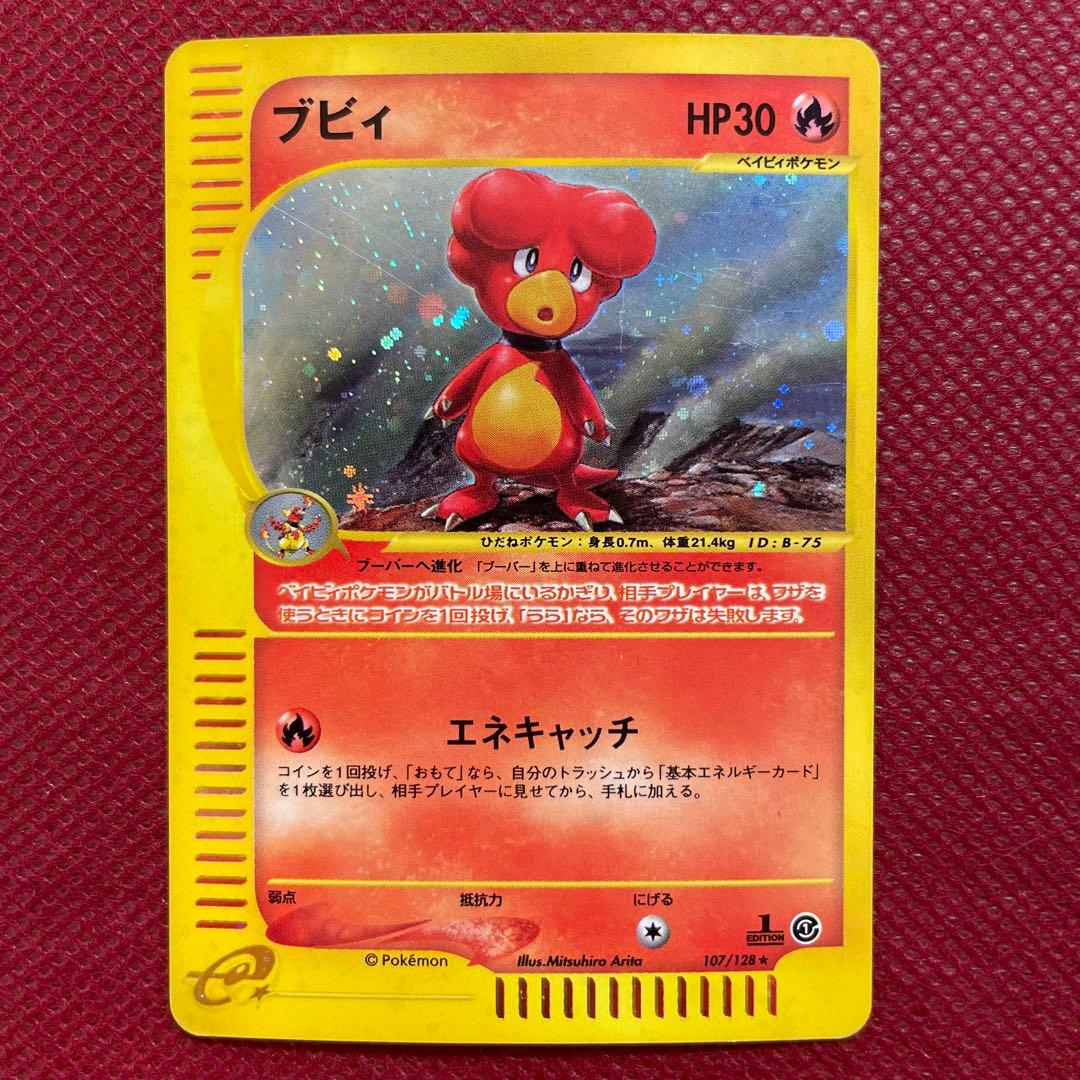 ブビィ HP30
ベイビィポケモン
ひだねポケモン：身長0.7m、体重21.4kg ID:B-75
ブーバーへ進化 「ブーバー」を上に重ねて進化させることができます。
ベイビィポケモンがバトル場にいるかぎり、相手プレイヤーは、ワザを
使うときにコインを1回投げ、「うら」なら、そのワザは失敗します。
エネキャッチ
コインを1回投げ、「おもて」なら、自分のトラッシュから「基本エネルギーカード」
を1枚選び出し、相手プレイヤーに見せてから、手札に加える。
弱点 抵抗力 にげる
1 EDITION
© Pokémon Illus.Mitsuhiro Arita 107/128★
e